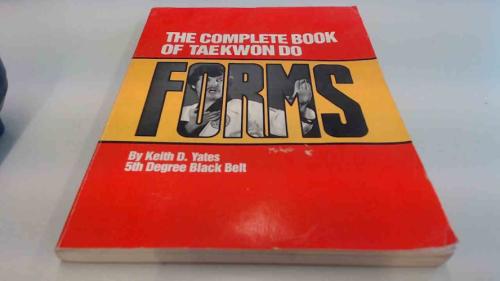 THE COMPLETE BOOK
OF TAEKWON DO
FORMS
By Keith D. Yates
5th Degree Black Belt